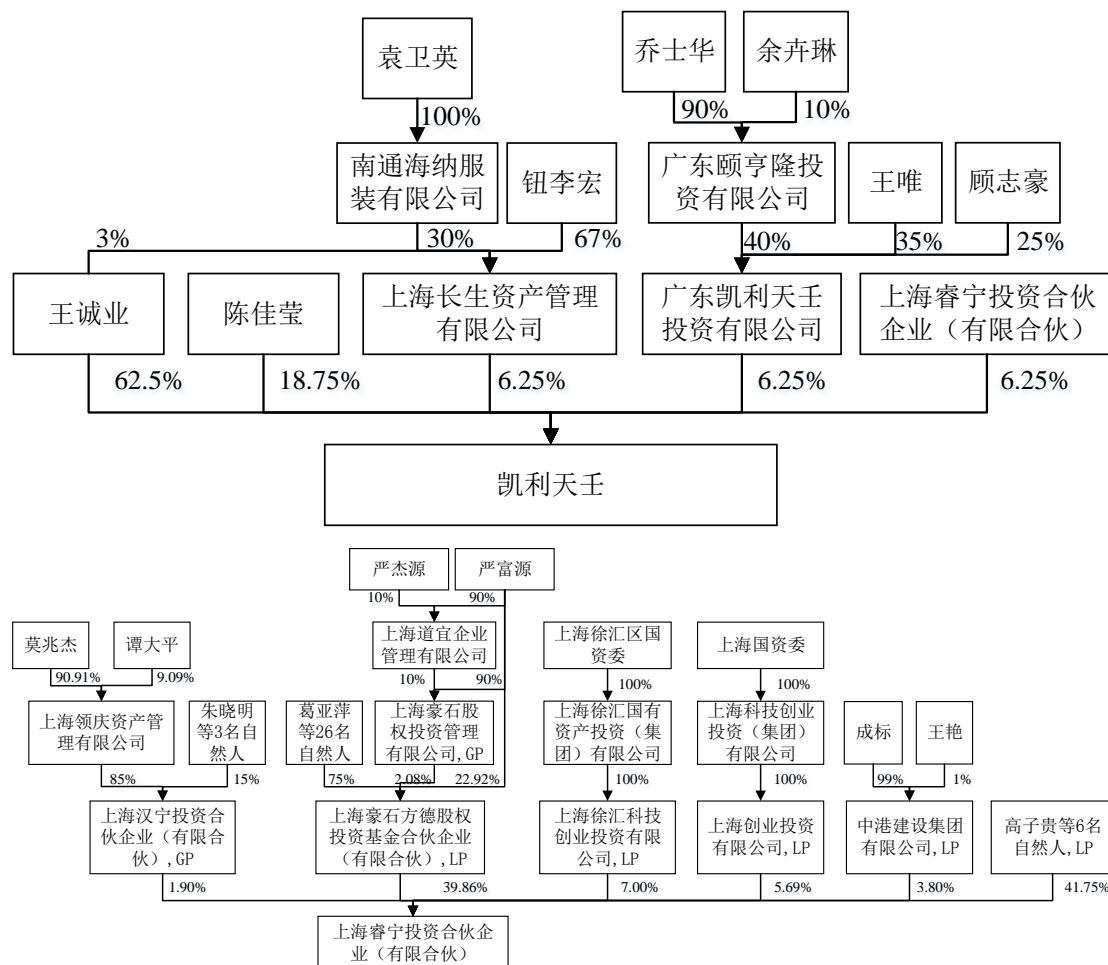 袁卫英
乔士华
余卉琳
100%
90%
10%
南通海纳服
装有限公司
钮李宏
广东颐亨隆投
资有限公司
王唯
顾志豪
3%
30%
67%
40%
35%
25%
王诚业
陈佳莹
上海长生资产管理
有限公司
广东凯利天壬
投资有限公司
上海睿宁投资合伙
企业（有限合伙）
62.5%
18.75%
6.25%
6.25%
6.25%
凯利天壬
严杰源
严富源
10%
90%
莫兆杰
谭大平
上海道宜企业
管理有限公司
上海徐汇区国
资委
上海国资委
90.91%
9.09%
10%
90%
100%
100%
上海领庆资产管
理有限公司
朱晓明
等3名自
然人
葛亚萍
等26名
自然人
上海豪石股
权投资管理
有限公司,GP
上海徐汇国有
资产投资（集
团）有限公司
上海科技创业
投资（集团）
有限公司
成标
王艳
85%
15%
75%
2.08%
22.92%
100%
100%
99%
1%
上海汉宁投资合
伙企业（有限合
伙）,GP
上海豪石方德股权
投资基金合伙企业
（有限合伙）,LP
上海徐汇科技
创业投资有限
公司,LP
上海创业投资
有限公司,LP
中港建设集团
有限公司,LP
高子贵等6名
自然人,LP
1.90%
39.86%
7.00%
5.69%
3.80%
41.75%
上海睿宁投资合伙企
业（有限合伙）